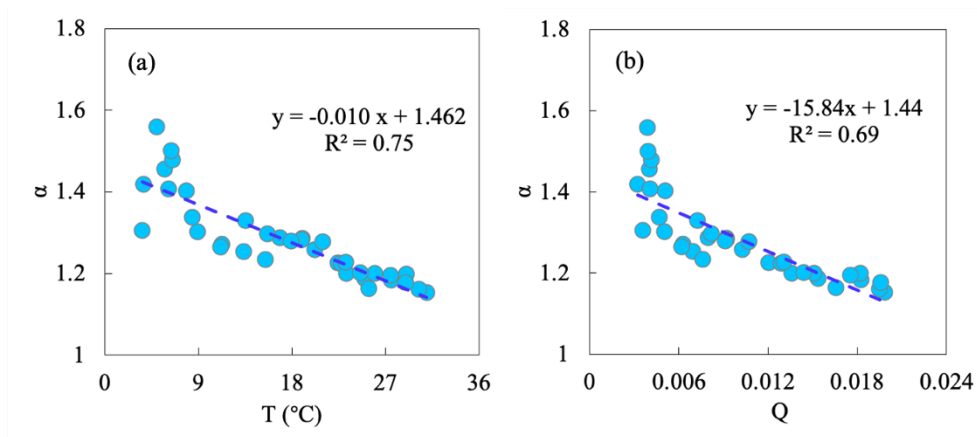 (a)
y = -0.010 x + 1.462
R² = 0.75
1.8
1.6
1.4
1.2
1
α
0 9 18 27 36
T (°C)
(b)
y = -15.84x + 1.44
R² = 0.69
1.8
1.6
1.4
1.2
1
α
0 0.006 0.012 0.018 0.024
Q